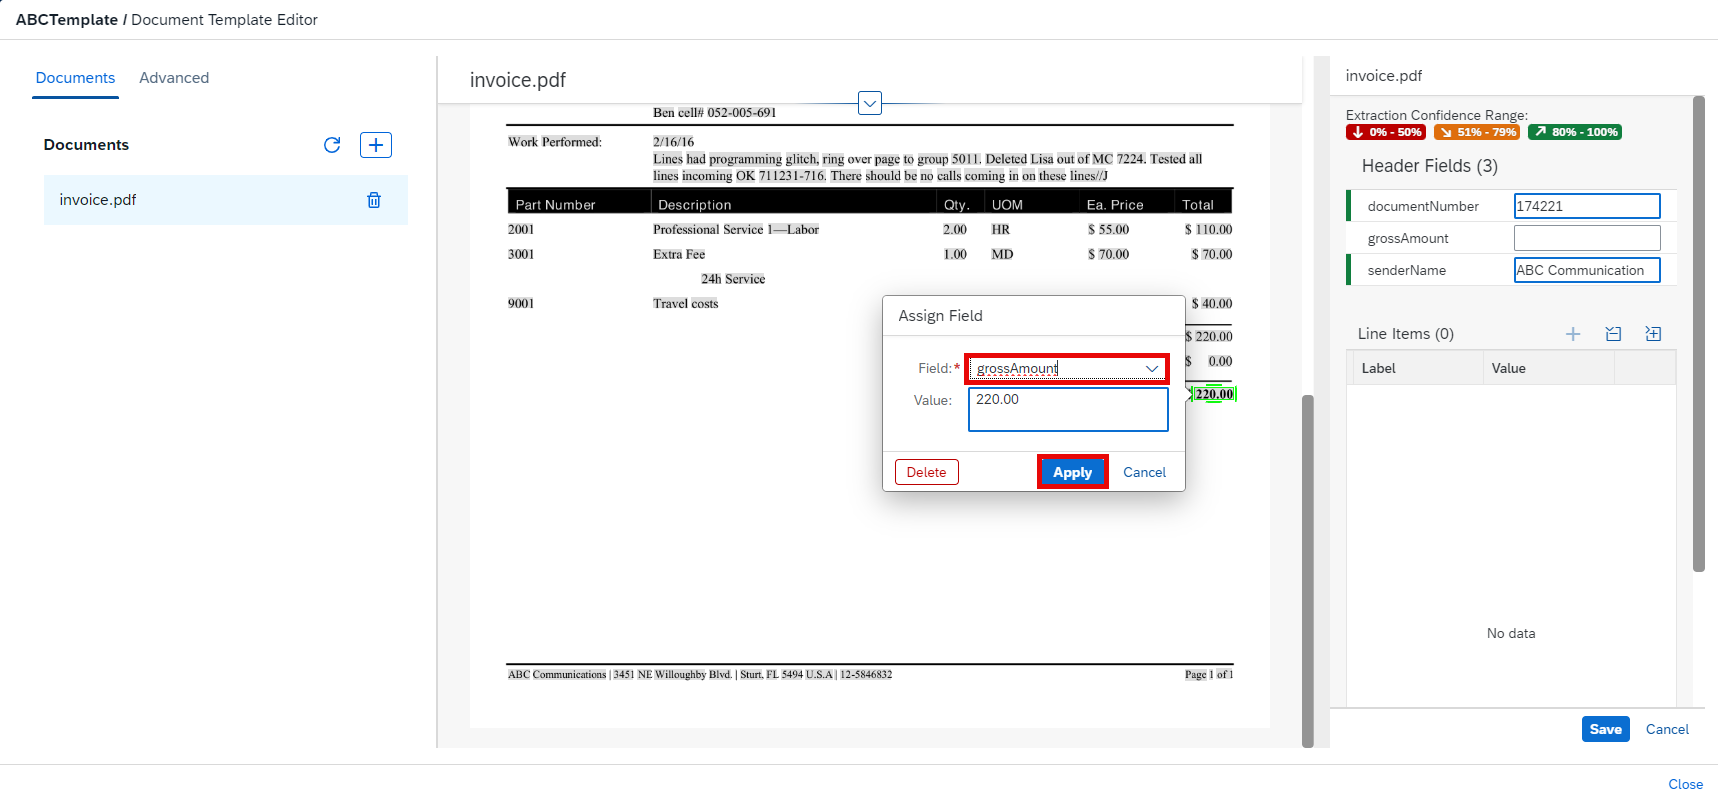 ABCTemplate / Document Template Editor
Documents Advanced
Documents
invoice.pdf
invoice.pdf
Ben cell# 052-005-691
Work Performed: 2/16/16
Lines had programming glitch, ring over page to group 5011. Deleted Lisa out of MC 7224. Tested all
lines incoming OK 711231-716. There should be no calls coming in on these lines//J
Part Number Description Qty. UOM Ea. Price Total
2001 Professional Service 1—Labor 2.00 HR $ 55.00 $ 110.00
3001 Extra Fee 1.00 MD $ 70.00 $ 70.00
24h Service
9001 Travel costs $ 40.00
$ 220.00
$ 0.00
220.00
Assign Field
Field:* grossAmount
Value: 220.00
Delete Apply Cancel
ABC Communications | 3451 NE Willoughby Blvd. | Sturt, FL 5494 U.S.A | 12-5846832 Page 1 of 1
invoice.pdf
Extraction Confidence Range:
0% - 50% 51% - 79% 80% - 100%
Header Fields (3)
documentNumber 174221
grossAmount
senderName ABC Communication
Line Items (0)
Label Value
No data
Save Cancel
Close